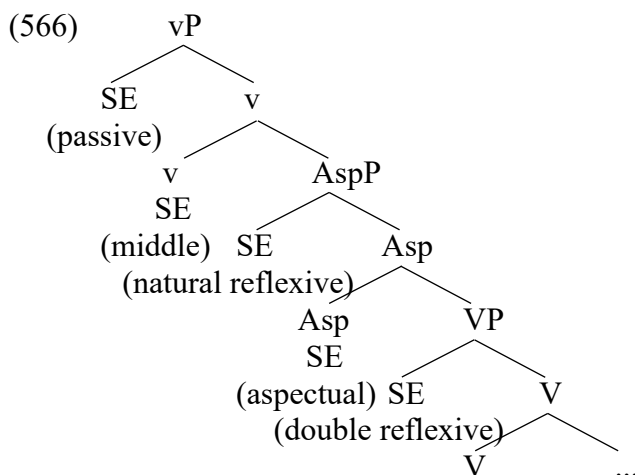 (566) vP
SE v
(passive)
v AspP
SE
(middle) SE Asp
(natural reflexive)
Asp VP
SE
(aspectual) SE V
(double reflexive)
V ...